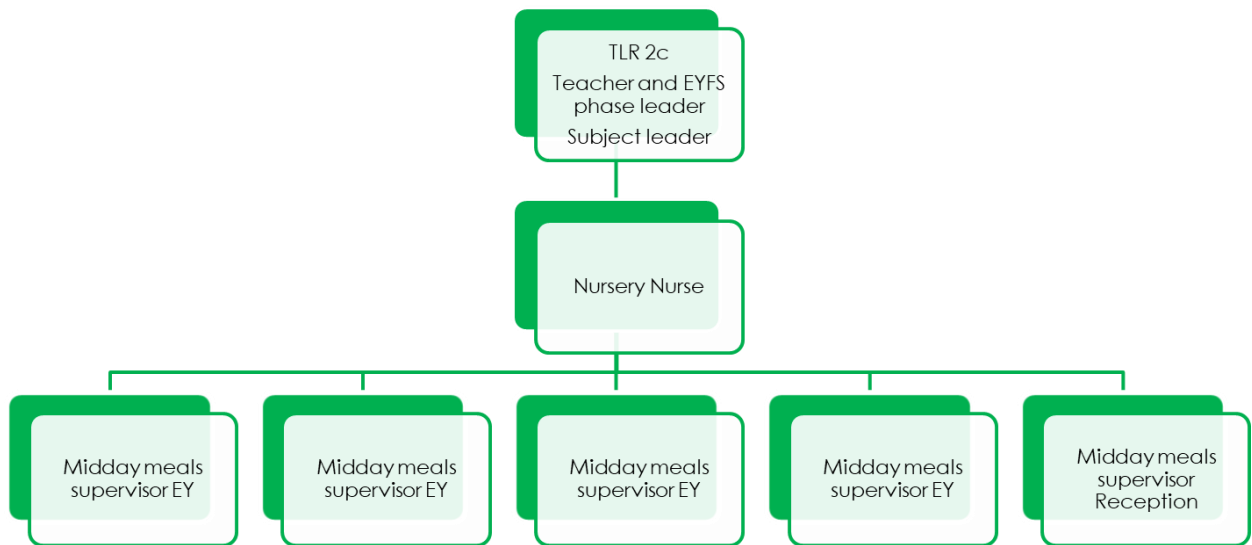 TLR 2c
Teacher and EYFS
phase leader
Subject leader
Nursery Nurse
Midday meals
supervisor EY
Midday meals
supervisor EY
Midday meals
supervisor EY
Midday meals
supervisor EY
Midday meals
supervisor
Reception